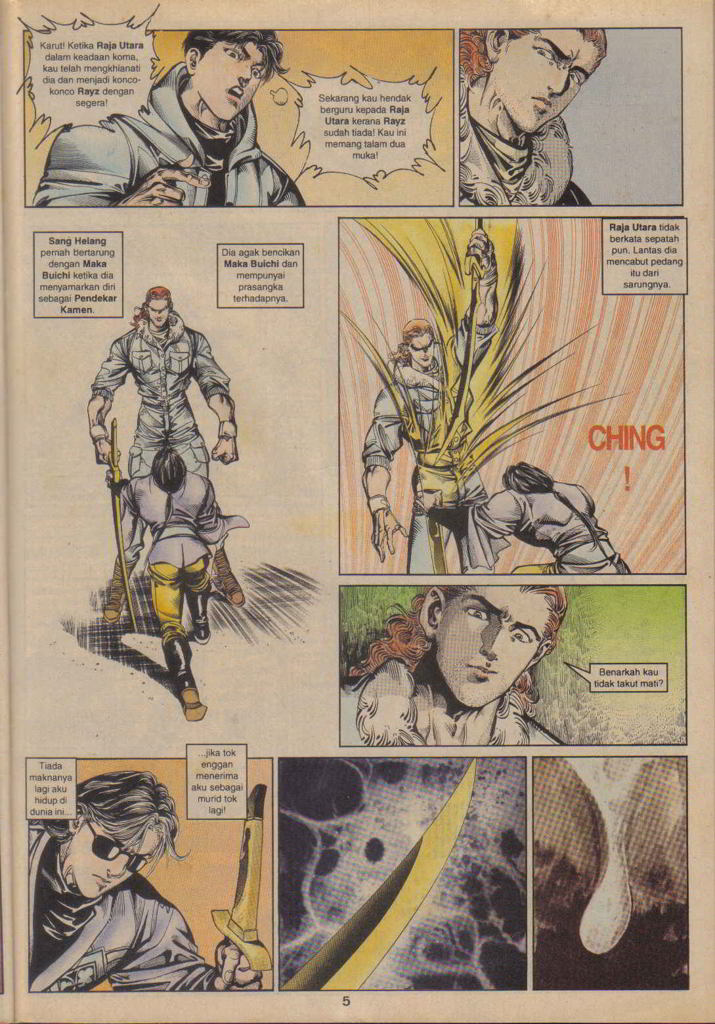 Karut! Ketika Raja Utara
dalam keadaan koma,
kau telah mengkhianati
dia dan menjadi konco-
konco Rayz dengan
segera!
Sekarang kau hendak
berguru kepada Raja
Utara kerana Rayz
sudah tiada! Kau ini
memang talam dua
muka!
Sang Helang
pernah bertarung
dengan Maka
Buichi ketika dia
menyamarkan diri
sebagai Pendekar
Kamen.
Dia agak bencikan
Maka Buichi dan
mempunyai
prasangka
terhadapnya.
Raja Utara tidak
berkata sepatah
pun. Lantas dia
mencabut pedang
itu dari
sarungnya.
CHING
!
Benarkah kau
tidak takut mati?
Tiada
maknanya
lagi aku
hidup di
dunia ini...
...jika tok
enggan
menerima
aku sebagai
murid tok
lagi!
5